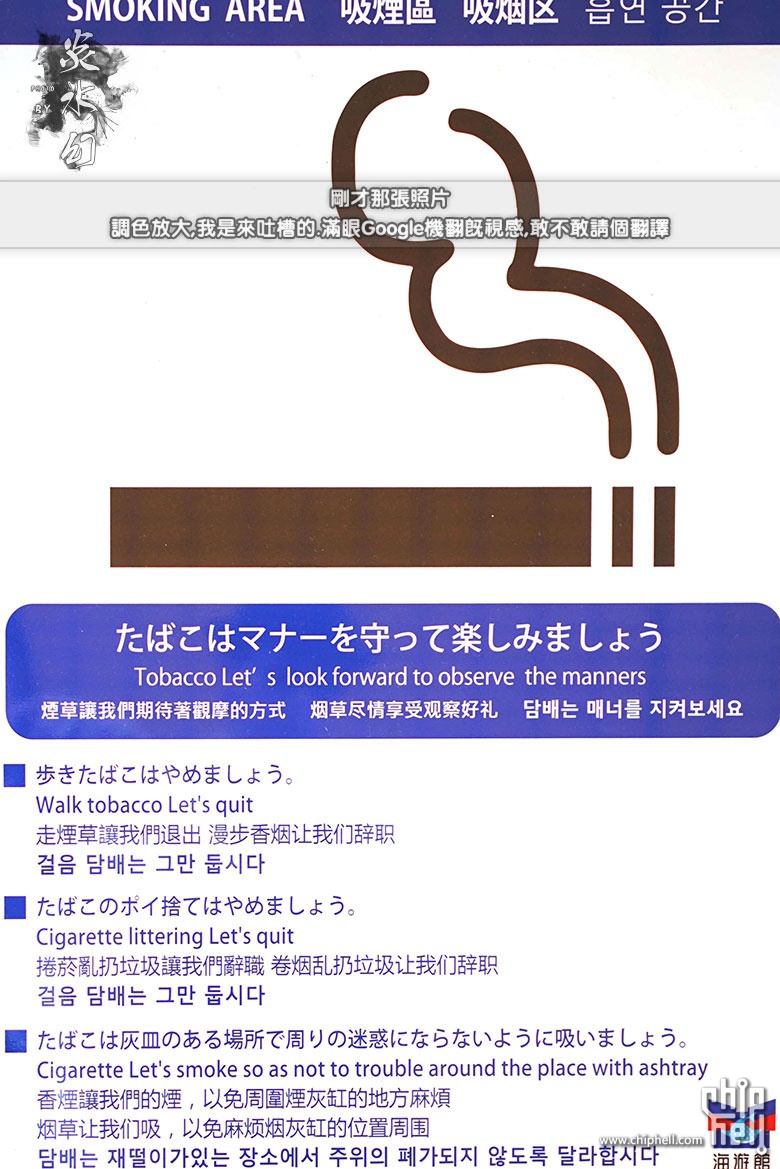 SMOKING AREA 吸煙區 吸烟区 흡연 공간
炎水幻
PHOTO BY
剛才那張照片
調色放大,我是來吐槽的.滿眼Google機翻既視感,敢不敢請個翻譯
たばこはマナーを守って楽しみましょう
Tobacco Let's look forward to observe the manners
煙草讓我們期待著觀摩的方式 烟草尽情享受观察好礼 담배는 매너를 지켜보세요
歩きたばこはやめましょう。
Walk tobacco Let's quit
走煙草讓我們退出 漫步香烟让我们辞职
걸음 담배는 그만 둡시다
たばこのポイ捨てはやめましょう。
Cigarette littering Let's quit
捲菸亂扔垃圾讓我們辭職 卷烟乱扔垃圾让我们辞职
걸음 담배는 그만 둡시다
たばこは灰皿のある場所で周りの迷惑にならないように吸いましょう。
Cigarette Let's smoke so as not to trouble around the place with ashtray
香煙讓我們的煙，以免周圍煙灰缸的地方麻煩
烟草让我们吸，以免麻烦烟灰缸的位置周围
담배는 재떨이가있는 장소에서 주위의 폐가되지 않도록 달라합시다
海遊館
chip hell
www.chiphell.com